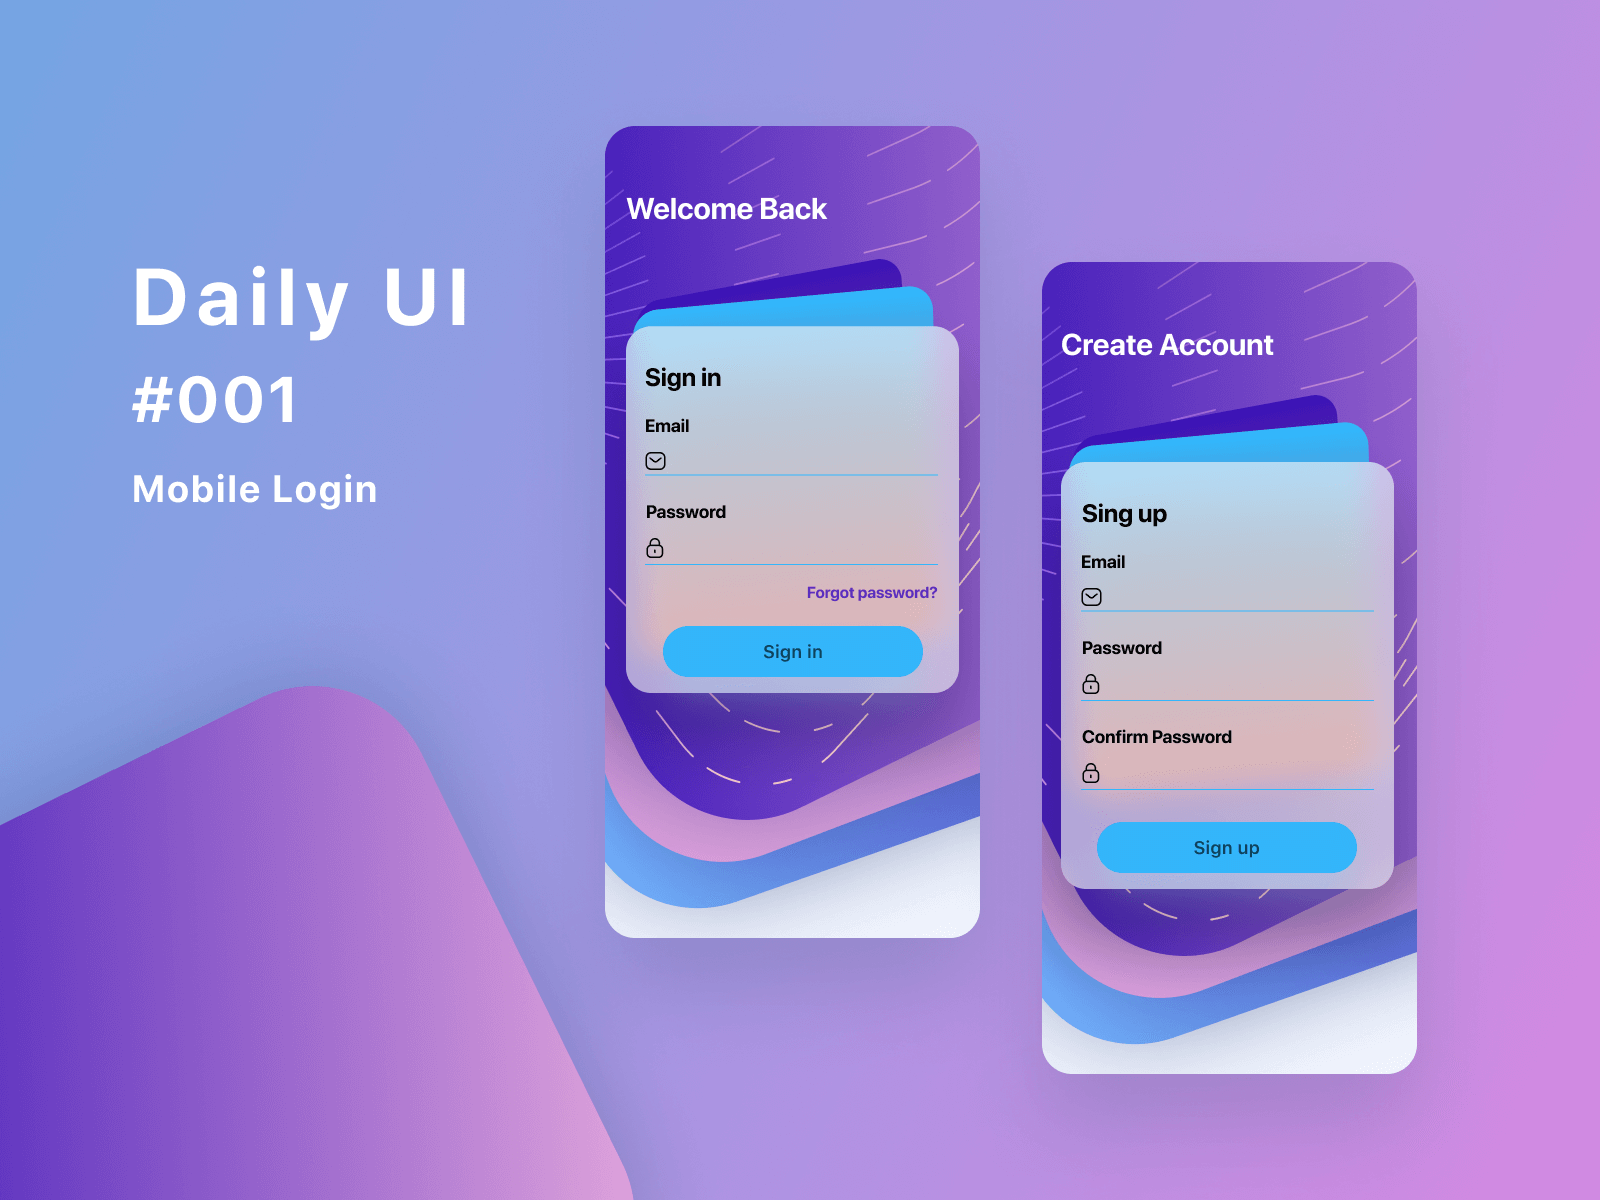 Daily UI
#001
Mobile Login
Welcome Back
Sign in
Email
Password
Forgot password?
Sign in
Create Account
Sing up
Email
Password
Confirm Password
Sign up